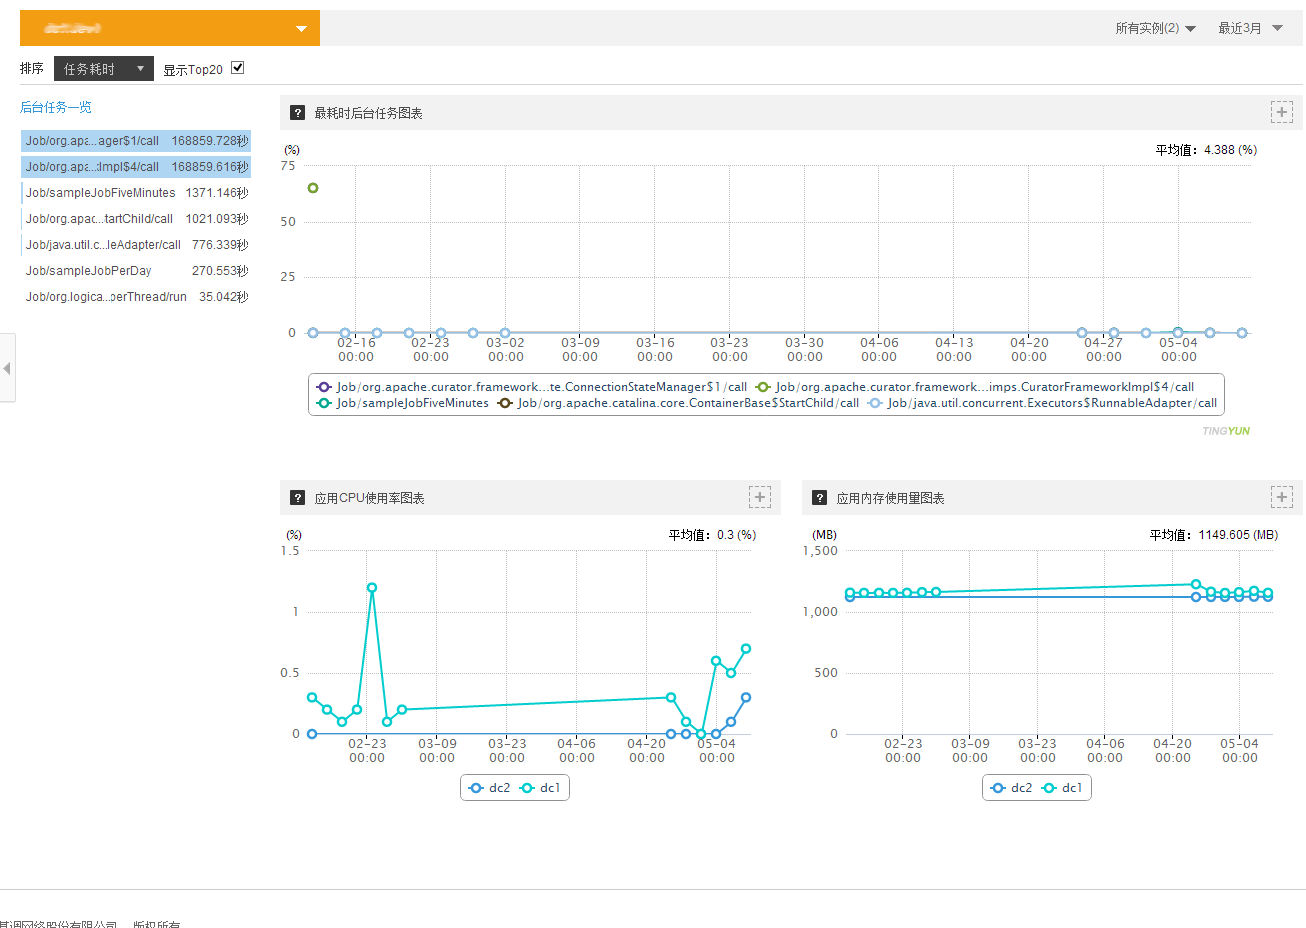 所有实例(2) 最近3月
排序 任务耗时 显示Top20
后台任务一览
Job/org.apa...ager$1/call 168859.728秒
Job/org.apa...:Impl$4/call 168859.616秒
Job/sampleJobFiveMinutes 1371.146秒
Job/org.apac...tartChild/call 1021.093秒
Job/java.util.c...leAdapter/call 776.339秒
Job/sampleJobPerDay 270.553秒
Job/org.logica...perThread/run 35.042秒
? 最耗时后台任务图表
(%) 平均值：4.388 (%)
75
50
25
0
02-16 02-23 03-02 03-09 03-16 03-23 03-30 04-06 04-13 04-20 04-27 05-04
00:00 00:00 00:00 00:00 00:00 00:00 00:00 00:00 00:00 00:00 00:00 00:00
Job/org.apache.curator.framework...te.ConnectionStateManager$1/call Job/org.apache.curator.framework...imps.CuratorFrameworkImpl$4/call
Job/sampleJobFiveMinutes Job/org.apache.catalina.core.ContainerBase$StartChild/call Job/java.util.concurrent.Executors$RunnableAdapter/call
TINGYUN
? 应用CPU使用率图表
(%) 平均值：0.3 (%)
1.5
1
0.5
0
02-23 03-09 03-23 04-06 04-20 05-04
00:00 00:00 00:00 00:00 00:00 00:00
dc2 dc1
? 应用内存使用量图表
(MB) 平均值：1149.605 (MB)
1,500
1,000
500
0
02-23 03-09 03-23 04-06 04-20 05-04
00:00 00:00 00:00 00:00 00:00 00:00
dc2 dc1
基调网络股份有限公司 版权所有